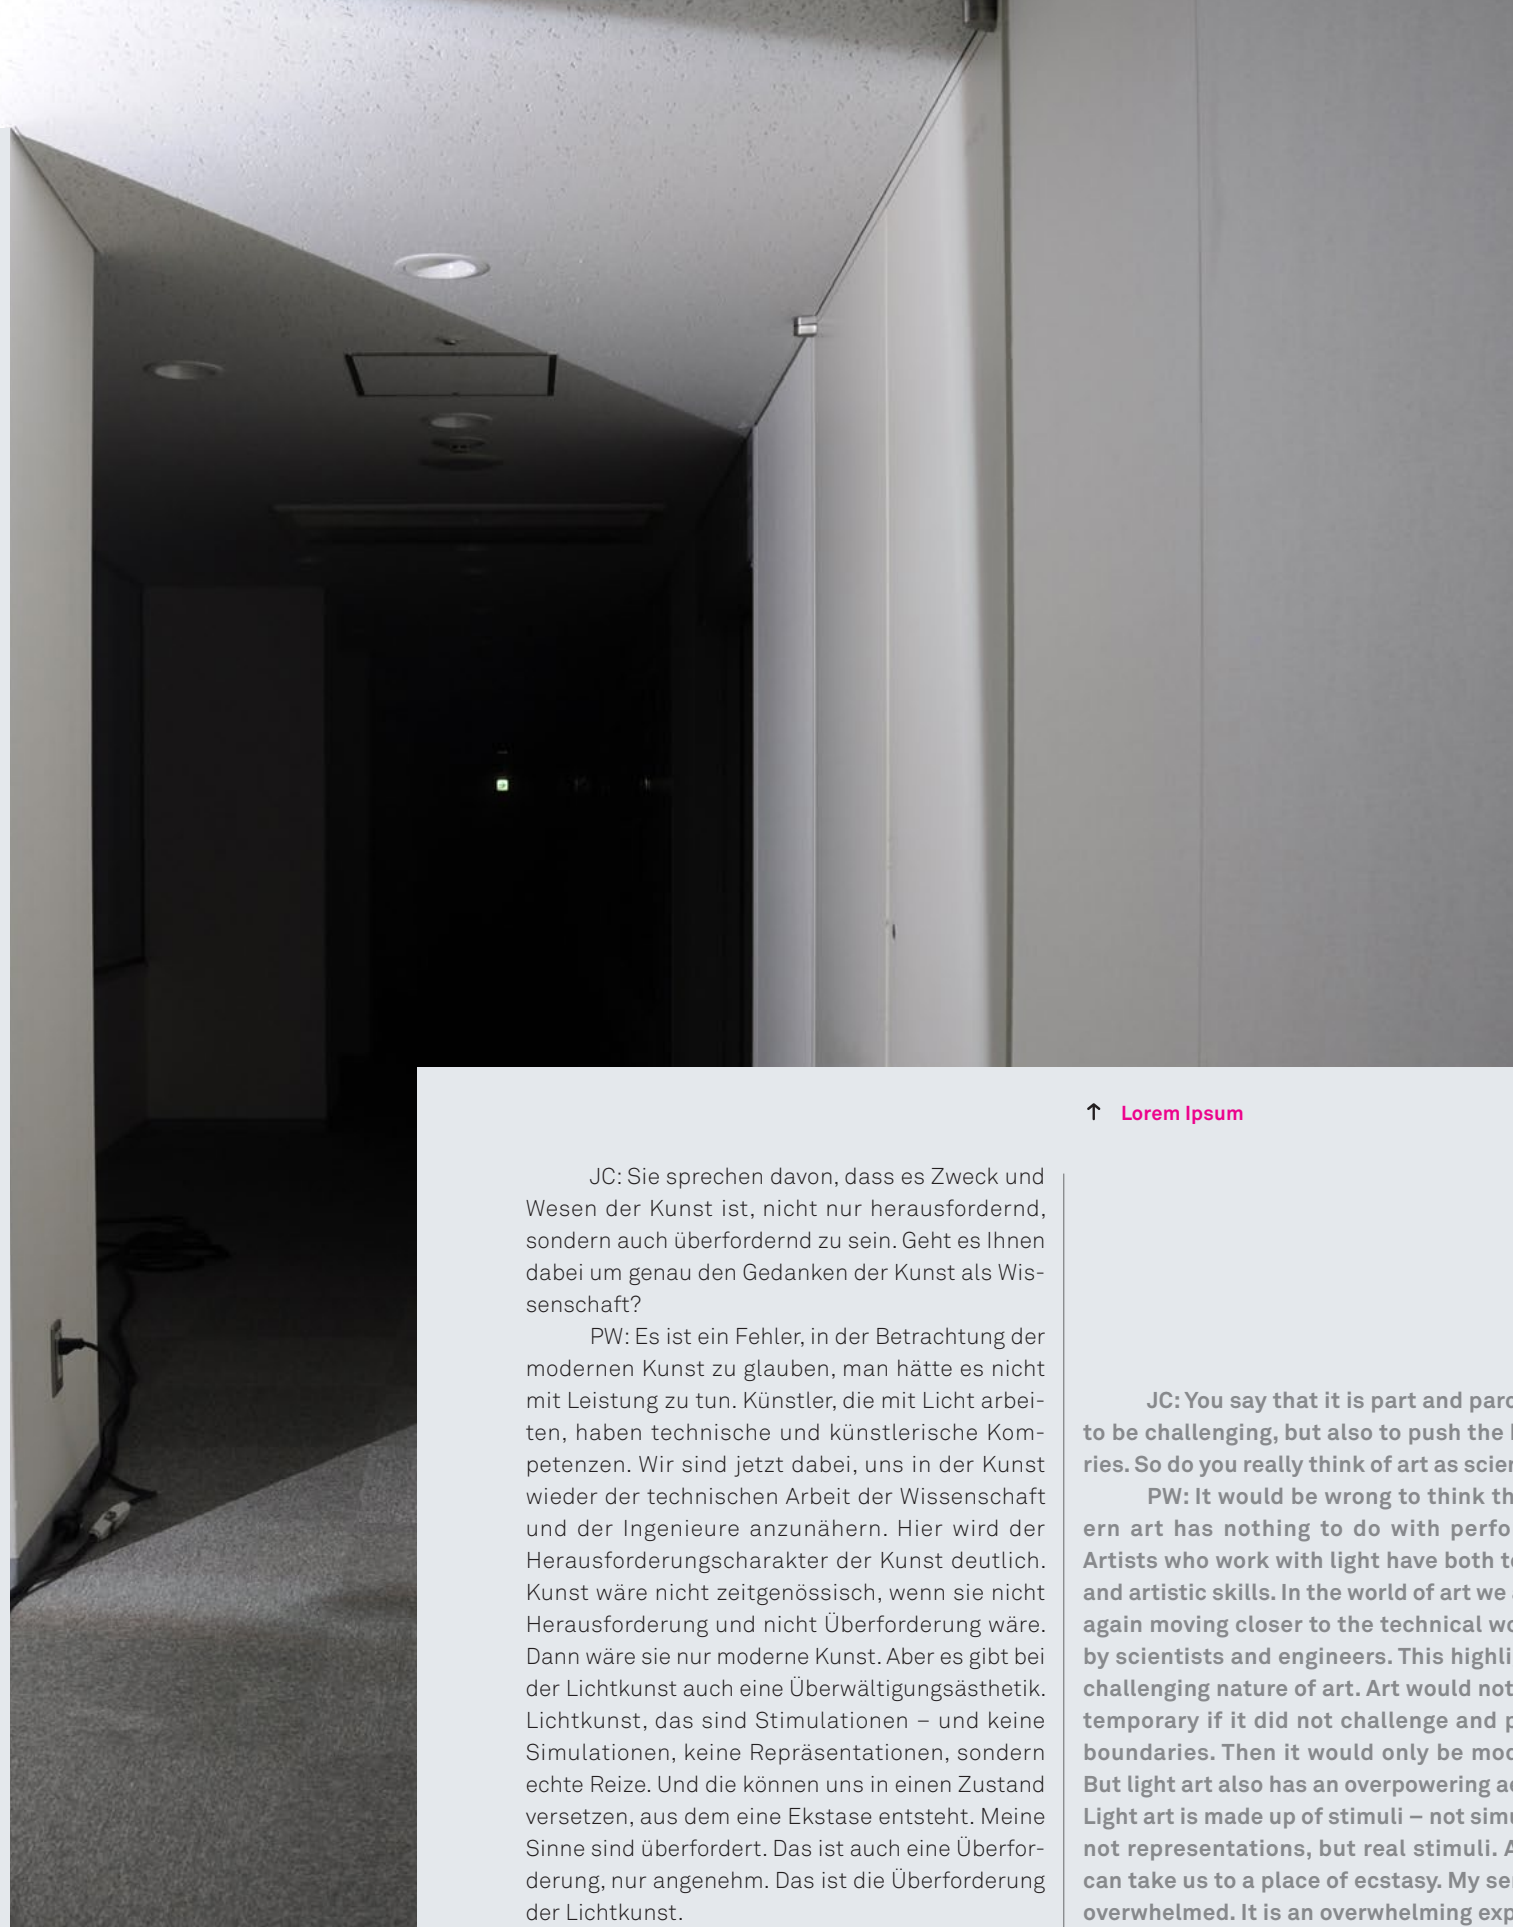 ↑ Lorem Ipsum
JC: Sie sprechen davon, dass es Zweck und
Wesen der Kunst ist, nicht nur herausfordernd,
sondern auch überfordernd zu sein. Geht es Ihnen
dabei um genau den Gedanken der Kunst als Wis-
senschaft?
PW: Es ist ein Fehler, in der Betrachtung der
modernen Kunst zu glauben, man hätte es nicht
mit Leistung zu tun. Künstler, die mit Licht arbei-
ten, haben technische und künstlerische Kom-
petenzen. Wir sind jetzt dabei, uns in der Kunst
wieder der technischen Arbeit der Wissenschaft
und der Ingenieure anzunähern. Hier wird der
Herausforderungscharakter der Kunst deutlich.
Kunst wäre nicht zeitgenössisch, wenn sie nicht
Herausforderung und nicht Überforderung wäre.
Dann wäre sie nur moderne Kunst. Aber es gibt bei
der Lichtkunst auch eine Überwältigungsästhetik.
Lichtkunst, das sind Stimulationen – und keine
Simulationen, keine Repräsentationen, sondern
echte Reize. Und die können uns in einen Zustand
versetzen, aus dem eine Ekstase entsteht. Meine
Sinne sind überfordert. Das ist auch eine Überfor-
derung, nur angenehm. Das ist die Überforderung
der Lichtkunst.
JC: You say that it is part and
to be challenging, but also to push the
ries. So do you really think of art as
PW: It would be wrong to think
ern art has nothing to do with
Artists who work with light have both
and artistic skills. In the world of art we
again moving closer to the technical
by scientists and engineers. This
challenging nature of art. Art would not
temporary if it did not challenge and
boundaries. Then it would only be
But light art also has an overpowering
Light art is made up of stimuli – not
not representations, but real stimuli.
can take us to a place of ecstasy. My
overwhelmed. It is an overwhelming